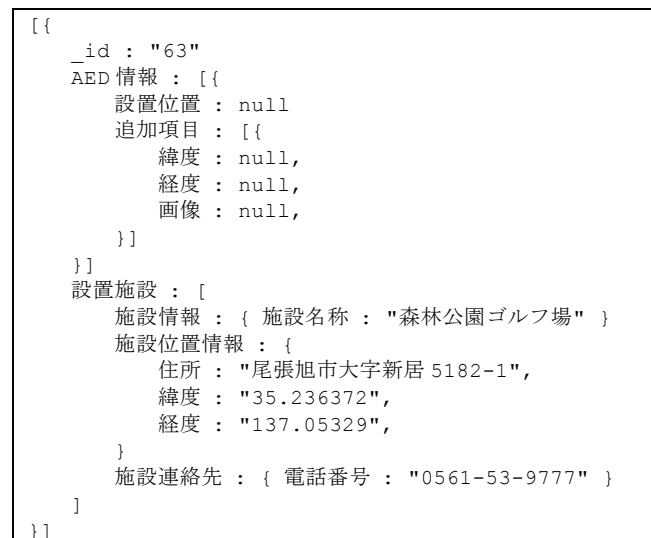 [{
_id : "63"
AED情報 : [{
設置位置 : null
追加項目 : [{
緯度 : null,
経度 : null,
画像 : null,
}]
}]
設置施設 : [
施設情報 : { 施設名称 : "森林公園ゴルフ場" }
施設位置情報 : {
住所 : "尾張旭市大字新居 5182-1",
緯度 : "35.236372",
経度 : "137.05329",
}
施設連絡先 : { 電話番号 : "0561-53-9777" }
]
}]